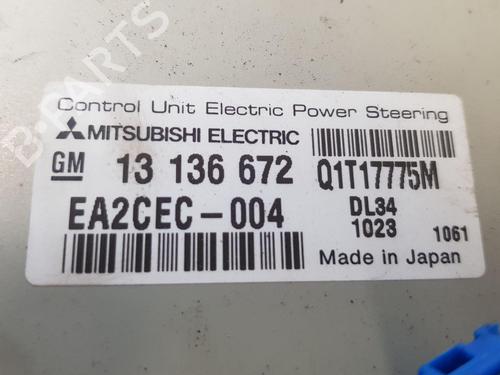 Control Unit Electric Power Steering
MITSUBISHI ELECTRIC
GM 13 136 672 Q1T17775M
EA2CEC-004 DL34
1023 1061
Made in Japan
B-PARTS